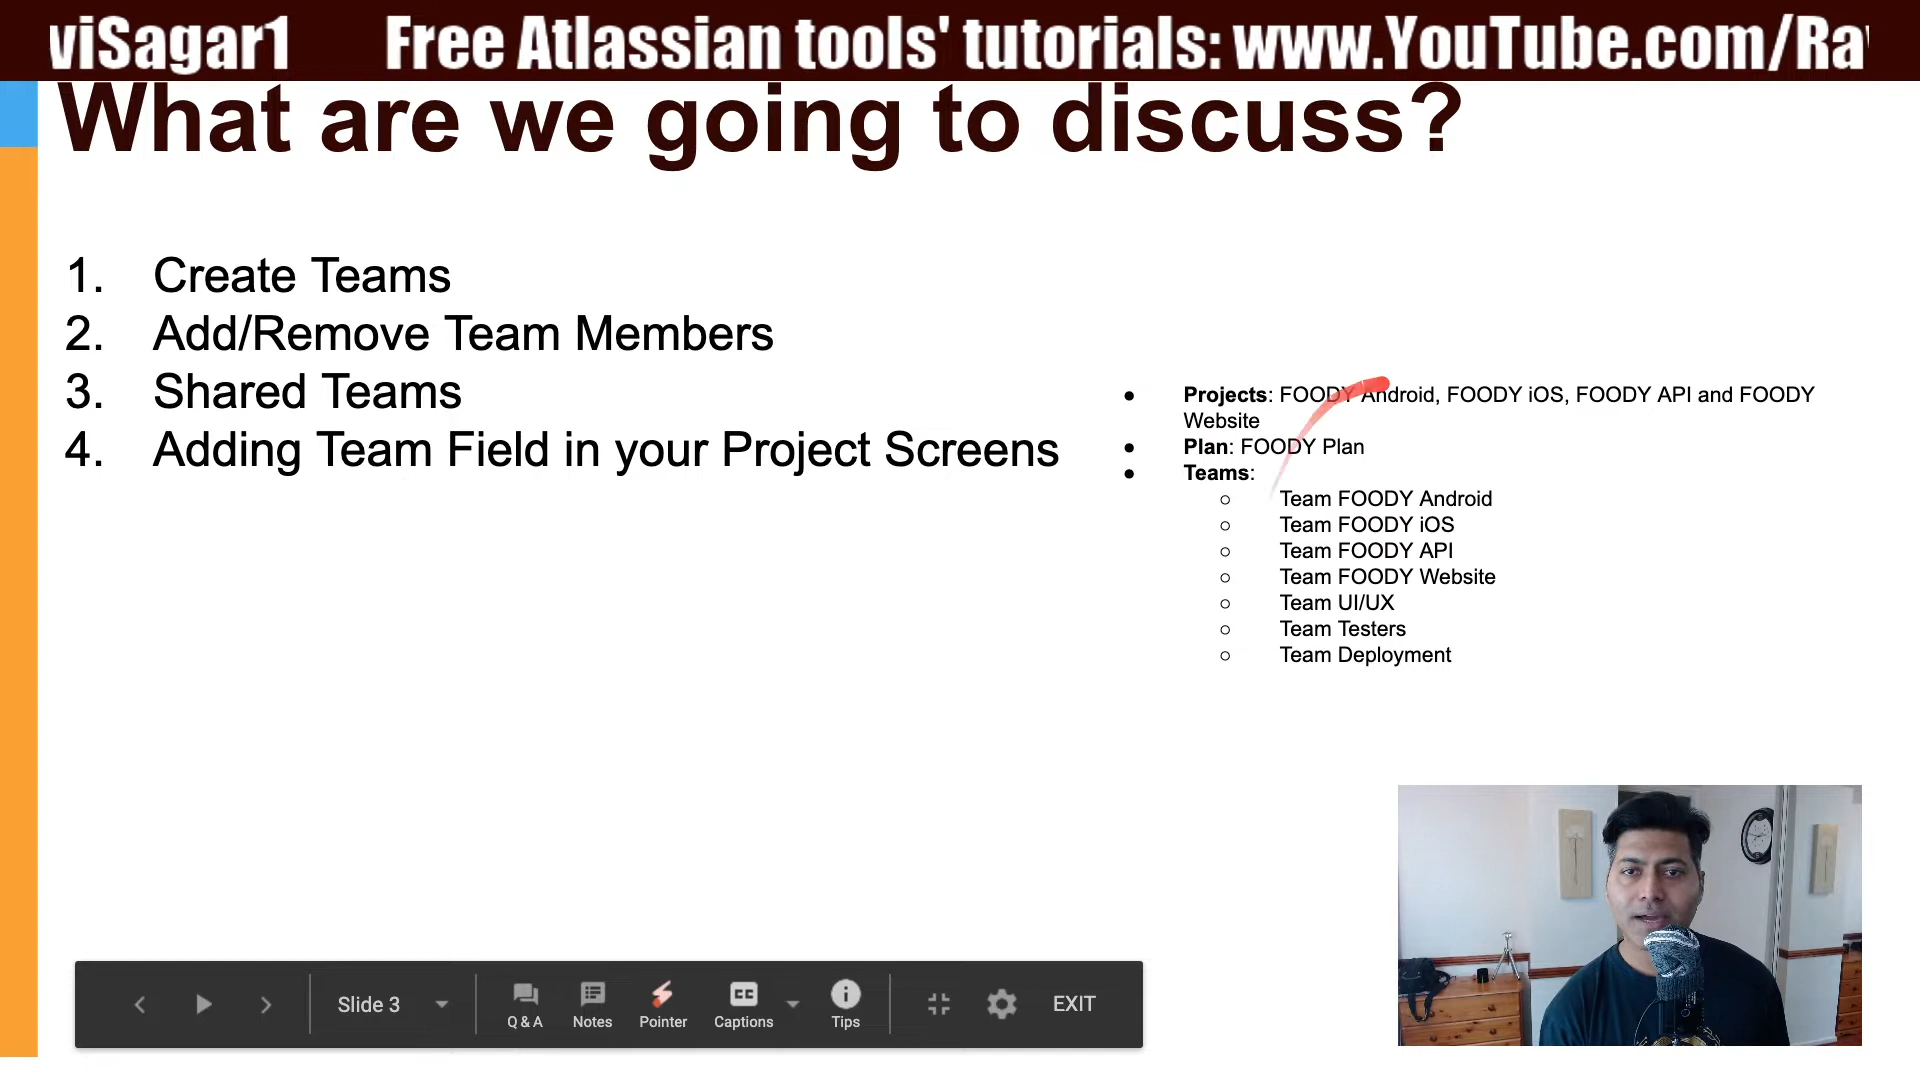 viSagar1 Free Atlassian tools' tutorials: www.YouTube.com/Ra
What are we going to discuss?
1. Create Teams
2. Add/Remove Team Members
3. Shared Teams
4. Adding Team Field in your Project Screens
● Projects: FOODY Android, FOODY iOS, FOODY API and FOODY
Website
● Plan: FOODY Plan
● Teams:
○ Team FOODY Android
○ Team FOODY iOS
○ Team FOODY API
○ Team FOODY Website
○ Team UI/UX
○ Team Testers
○ Team Deployment
Slide 3
Q & A Notes Pointer Captions Tips EXIT